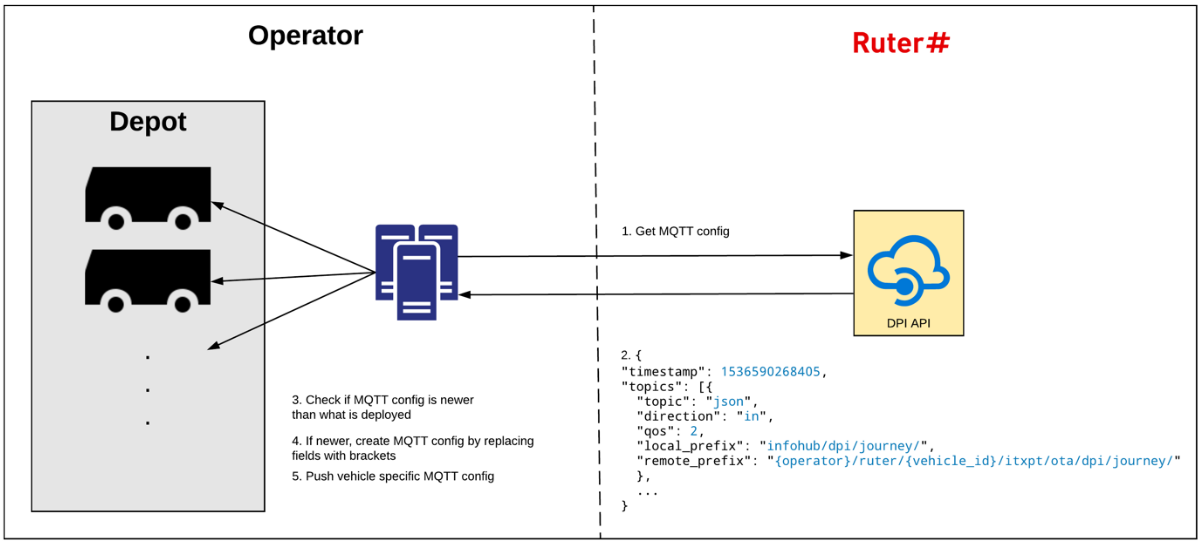 Operator
Ruter#
Depot
1. Get MQTT config
DPI API
2. {
"timestamp": 1536590268405,
"topics": [{
"topic": "json",
"direction": "in",
"qos": 2,
"local_prefix": "infohub/dpi/journey/",
"remote_prefix": "{operator}/ruter/{vehicle_id}/itxpt/ota/dpi/journey/"
},
...
}
3. Check if MQTT config is newer
than what is deployed
4. If newer, create MQTT config by replacing
fields with brackets
5. Push vehicle specific MQTT config